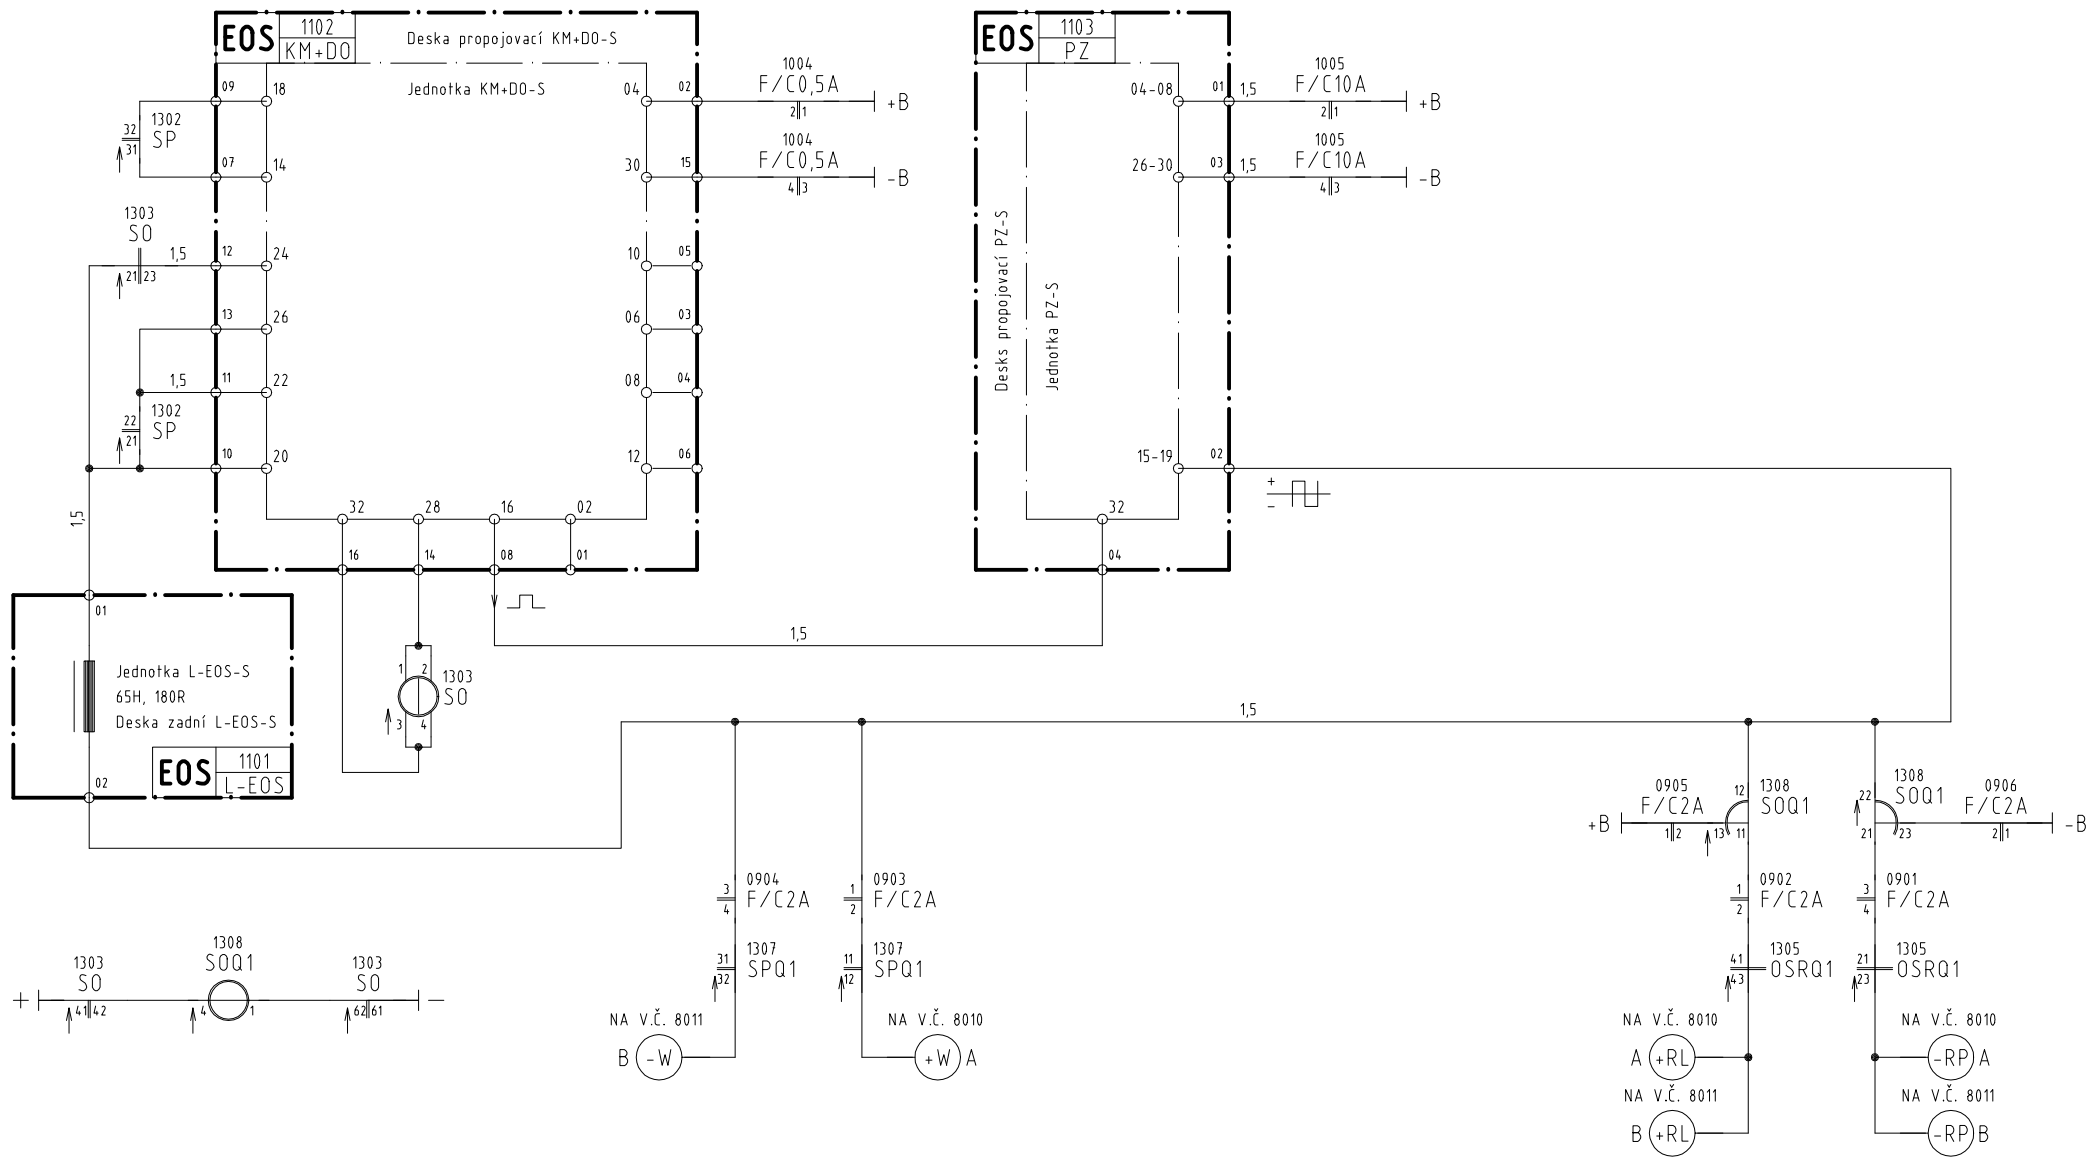 EOS
1102
KM+DO
Deska propojovací KM+DO-S
Jednotka KM+DO-S
09
18
07
14
12
24
13
26
11
22
10
20
04
02
30
15
10
05
06
03
08
04
12
06
32
28
16
02
16
14
08
01
1302
SP
32
31
1303
SO
21
23
1,5
1,5
1302
SP
22
21
1,5
1004
F/C0,5A
2
1
+B
1004
F/C0,5A
4
3
-B
EOS
1103
PZ
Desks propojovací PZ-S
Jednotka PZ-S
04-08
01
1,5
26-30
03
1,5
15-19
02
32
04
1005
F/C10A
2
1
+B
1005
F/C10A
4
3
-B
+
-
1,5
01
Jednotka L-EOS-S
65H, 180R
Deska zadní L-EOS-S
EOS
1101
L-EOS
02
1
2
1303
SO
3
4
1,5
0905
F/C2A
+B
1
2
13
11
12
1308
SOQ1
22
1308
SOQ1
21
23
0906
F/C2A
2
1
-B
3
4
0904
F/C2A
1
2
0903
F/C2A
1
2
0902
F/C2A
3
4
0901
F/C2A
31
32
1307
SPQ1
11
12
1307
SPQ1
41
43
1305
OSRQ1
21
23
1305
OSRQ1
1303
SO
+
41
42
1308
SOQ1
4
1
1303
SO
62
61
-
NA V.Č. 8011
B
-W
NA V.Č. 8010
+W
A
NA V.Č. 8010
A
+RL
NA V.Č. 8011
B
+RL
NA V.Č. 8010
-RP
A
NA V.Č. 8011
-RP
B